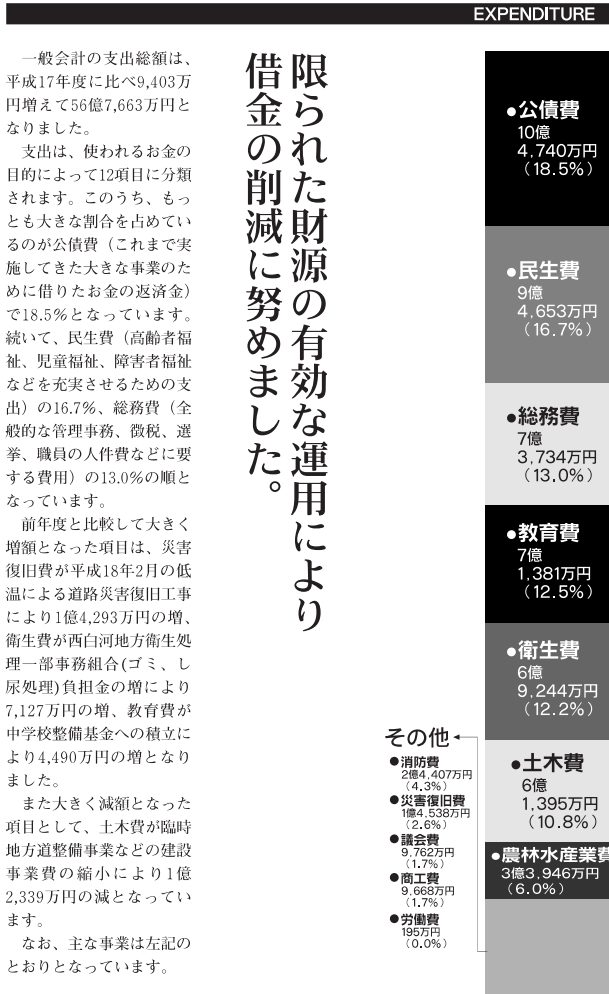 EXPENDITURE
限られた財源の有効な運用により
借金の削減に努めました。
一般会計の支出総額は、
平成17年度に比べ9,403万
円増えて56億7,663万円と
なりました。
支出は、使われるお金の
目的によって12項目に分類
されます。このうち、もっ
とも大きな割合を占めてい
るのが公債費（これまで実
施してきた大きな事業のた
めに借りたお金の返済金）
で18.5％となっています。
続いて、民生費（高齢者福
祉、児童福祉、障害者福祉
などを充実させるための支
出）の16.7％、総務費（全
般的な管理事務、徴税、選
挙、職員の人件費などに要
する費用）の13.0％の順と
なっています。
前年度と比較して大きく
増額となった項目は、災害
復旧費が平成18年2月の低
温による道路災害復旧工事
により1億4,293万円の増、
衛生費が西白河地方衛生処
理一部事務組合(ゴミ、し
尿処理)負担金の増により
7,127万円の増、教育費が
中学校整備基金への積立に
より4,490万円の増となり
ました。
また大きく減額となった
項目として、土木費が臨時
地方道整備事業などの建設
事業費の縮小により1億
2,339万円の減となってい
ます。
なお、主な事業は左記の
とおりとなっています。
●公債費
10億
4,740万円
（18.5％）
●民生費
9億
4,653万円
（16.7％）
●総務費
7億
3,734万円
（13.0％）
●教育費
7億
1,381万円
（12.5％）
●衛生費
6億
9,244万円
（12.2％）
●土木費
6億
1,395万円
（10.8％）
●農林水産業費
3億3,946万円
（6.0％）
その他
●消防費
2億4,407万円
（4.3％）
●災害復旧費
1億4,538万円
（2.6％）
●議会費
9,762万円
（1.7％）
●商工費
9,668万円
（1.7％）
●労働費
195万円
（0.0％）